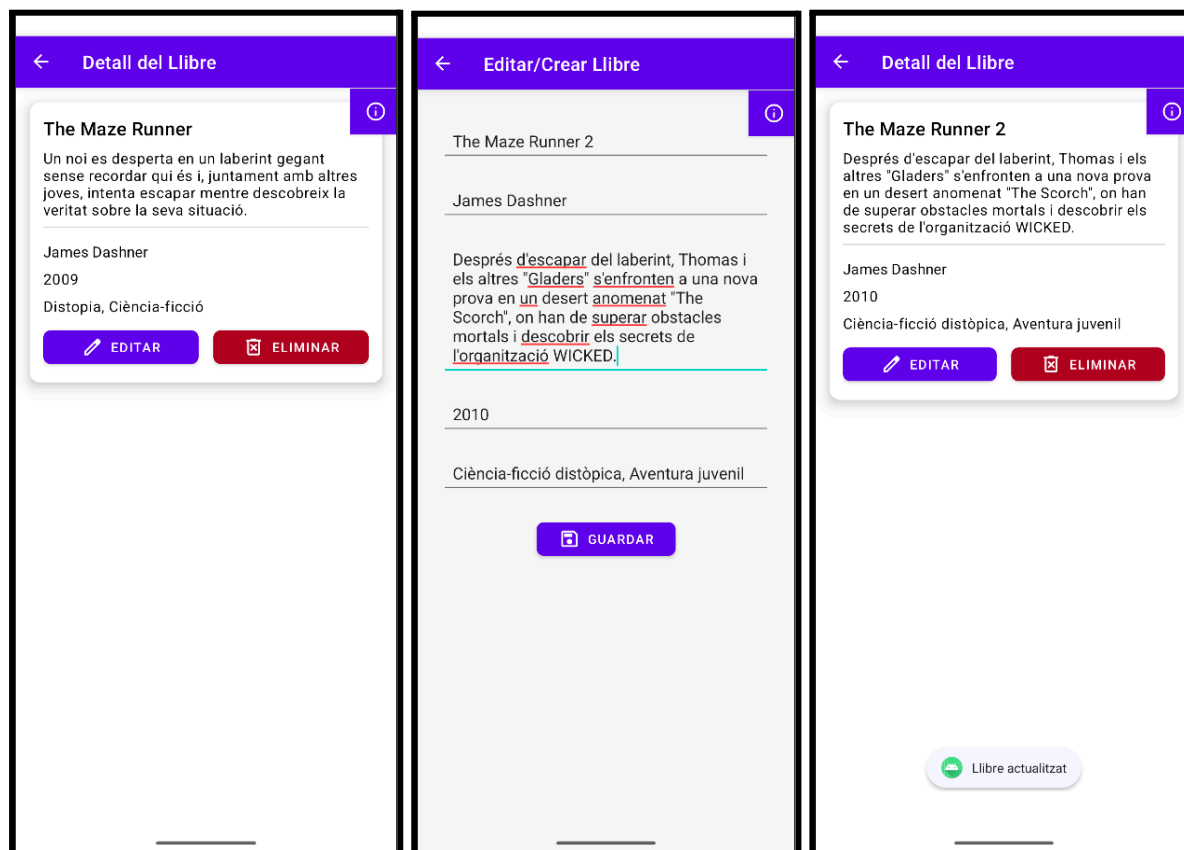 Detall del Llibre
The Maze Runner
Un noi es desperta en un laberint gegant
sense recordar qui és i, juntament amb altres
joves, intenta escapar mentre descobreix la
veritat sobre la seva situació.
James Dashner
2009
Distopia, Ciència-ficció
EDITAR
ELIMINAR
Editar/Crear Llibre
The Maze Runner 2
James Dashner
Després d'escapar del laberint, Thomas i
els altres "Gladers" s'enfronten a una nova
prova en un desert anomenat "The
Scorch", on han de superar obstacles
mortals i descobrir els secrets de
l'organització WICKED.
2010
Ciència-ficció distòpica, Aventura juvenil
GUARDAR
Detall del Llibre
The Maze Runner 2
Després d'escapar del laberint, Thomas i els
altres "Gladers" s'enfronten a una nova prova
en un desert anomenat "The Scorch", on han
de superar obstacles mortals i descobrir els
secrets de l'organització WICKED.
James Dashner
2010
Ciència-ficció distòpica, Aventura juvenil
EDITAR
ELIMINAR
Llibre actualitzat